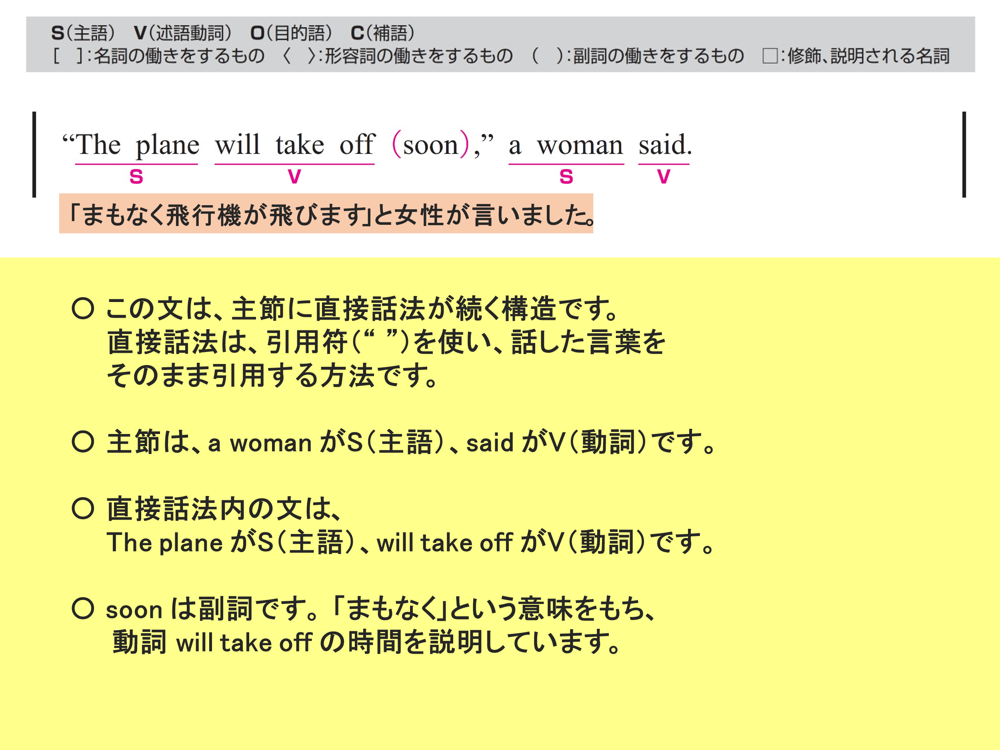 S(主語) V(述語動詞) O(目的語) C(補語)
[ ]:名詞の働きをするもの 〈 〉:形容詞の働きをするもの ( ):副詞の働きをするもの □:修飾、説明される名詞
“The plane will take off (soon),” a woman said.
S V S V
「まもなく飛行機が飛びます」と女性が言いました。
○ この文は、主節に直接話法が続く構造です。
直接話法は、引用符(“ ”)を使い、話した言葉を
そのまま引用する方法です。
○ 主節は、a woman がS(主語)、said がV(動詞)です。
○ 直接話法内の文は、
The plane がS(主語)、will take off がV(動詞)です。
○ soon は副詞です。「まもなく」という意味をもち、
動詞 will take off の時間を説明しています。